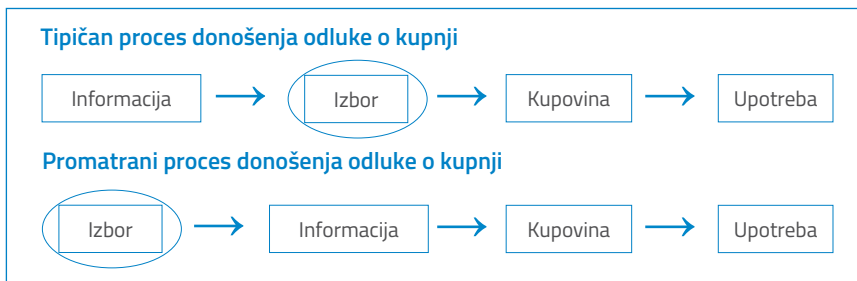 Tipičan proces donošenja odluke o kupnji
Informacija Izbor Kupovina Upotreba
Promatrani proces donošenja odluke o kupnji
Izbor Informacija Kupovina Upotreba